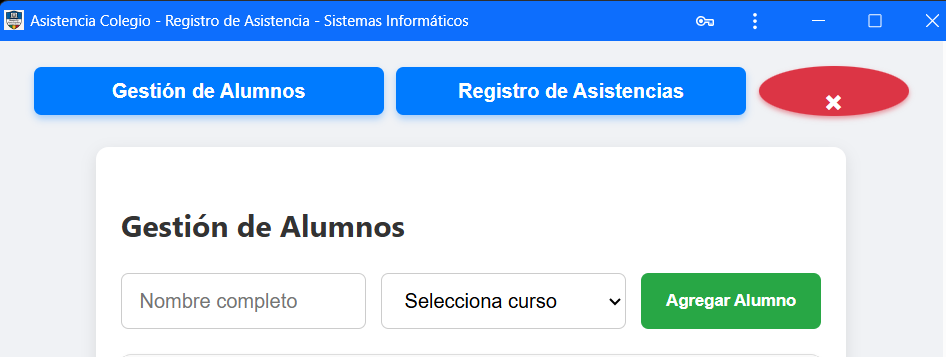 Asistencia Colegio - Registro de Asistencia - Sistemas Informáticos
Gestión de Alumnos
Registro de Asistencias
Gestión de Alumnos
Nombre completo
Selecciona curso
Agregar Alumno